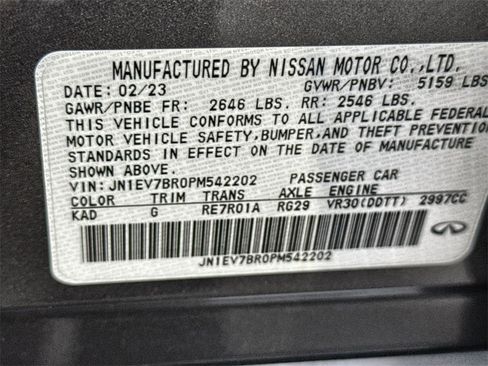 MANUFACTURED BY NISSAN MOTOR CO.,LTD.
DATE: 02/23 GVWR/PNBV: 5159 LBS.
GAWR/PNBE FR: 2646 LBS. RR: 2546 LBS.
THIS VEHICLE CONFORMS TO ALL APPLICABLE FEDERAL
MOTOR VEHICLE SAFETY,BUMPER,AND THEFT PREVENTION
STANDARDS IN EFFECT ON THE DATE OF MANUFACTURE
SHOWN ABOVE.
VIN: JN1EV7BR0PM542202 PASSENGER CAR
COLOR TRIM TRANS AXLE ENGINE
KAD G RE7R01A RG29 VR30(DDTT) 2997CC
JN1EV7BR0PM542202